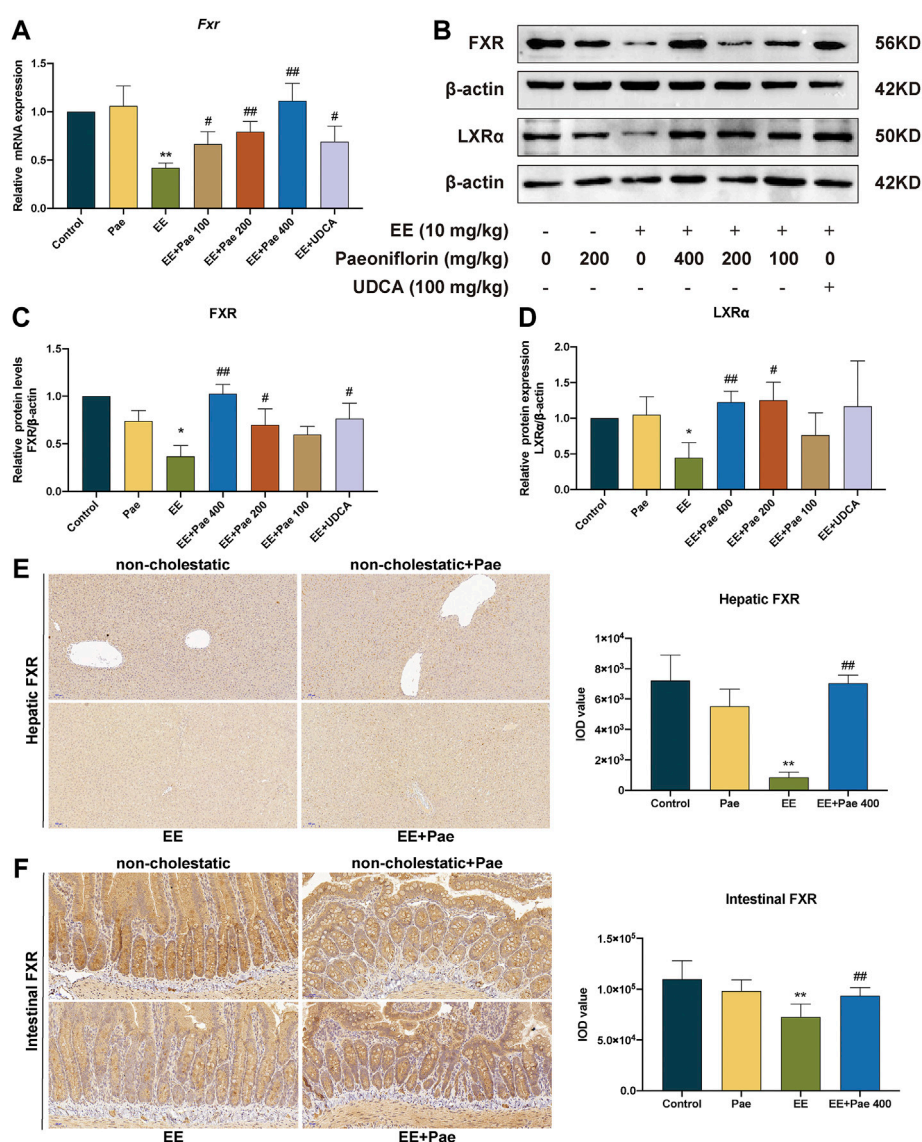 A
Fxr
Relative mRNA expression
1.5
1.0
0.5
0.0
**
#
##
##
#
Control
Pae
EE
EE+Pae 100
EE+Pae 200
EE+Pae 400
EE+UDCA
B
FXR
56KD
β-actin
42KD
LXRα
50KD
β-actin
42KD
EE (10 mg/kg) - - + + + + +
Paeoniflorin (mg/kg) 0 200 0 400 200 100 0
UDCA (100 mg/kg) - - - - - - +
C
FXR
Relative protein levels
FXR/β-actin
1.5
1.0
0.5
0.0
*
##
#
#
Control
Pae
EE
EE+Pae 400
EE+Pae 200
EE+Pae 100
EE+UDCA
D
LXRα
Relative protein expression
LXRα/β-actin
2.0
1.5
1.0
0.5
0.0
*
##
#
Control
Pae
EE
EE+Pae 400
EE+Pae 200
EE+Pae 100
EE+UDCA
E
non-cholestatic
non-cholestatic+Pae
Hepatic FXR
EE
EE+Pae
Hepatic FXR
IOD value
1×10⁴
8×10³
6×10³
4×10³
2×10³
0
**
##
Control
Pae
EE
EE+Pae 400
F
non-cholestatic
non-cholestatic+Pae
Intestinal FXR
EE
EE+Pae
Intestinal FXR
IOD value
1.5×10⁵
1.0×10⁵
5.0×10⁴
0.0
**
##
Control
Pae
EE
EE+Pae 400